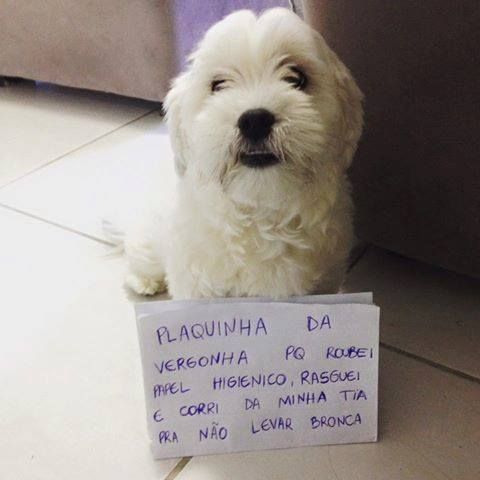 PLAQUINHA DA
VERGONHA PQ ROUBEI
PAPEL HIGIENICO, RASGUEI
E CORRI DA MINHA TIA
PRA NÃO LEVAR BRONCA